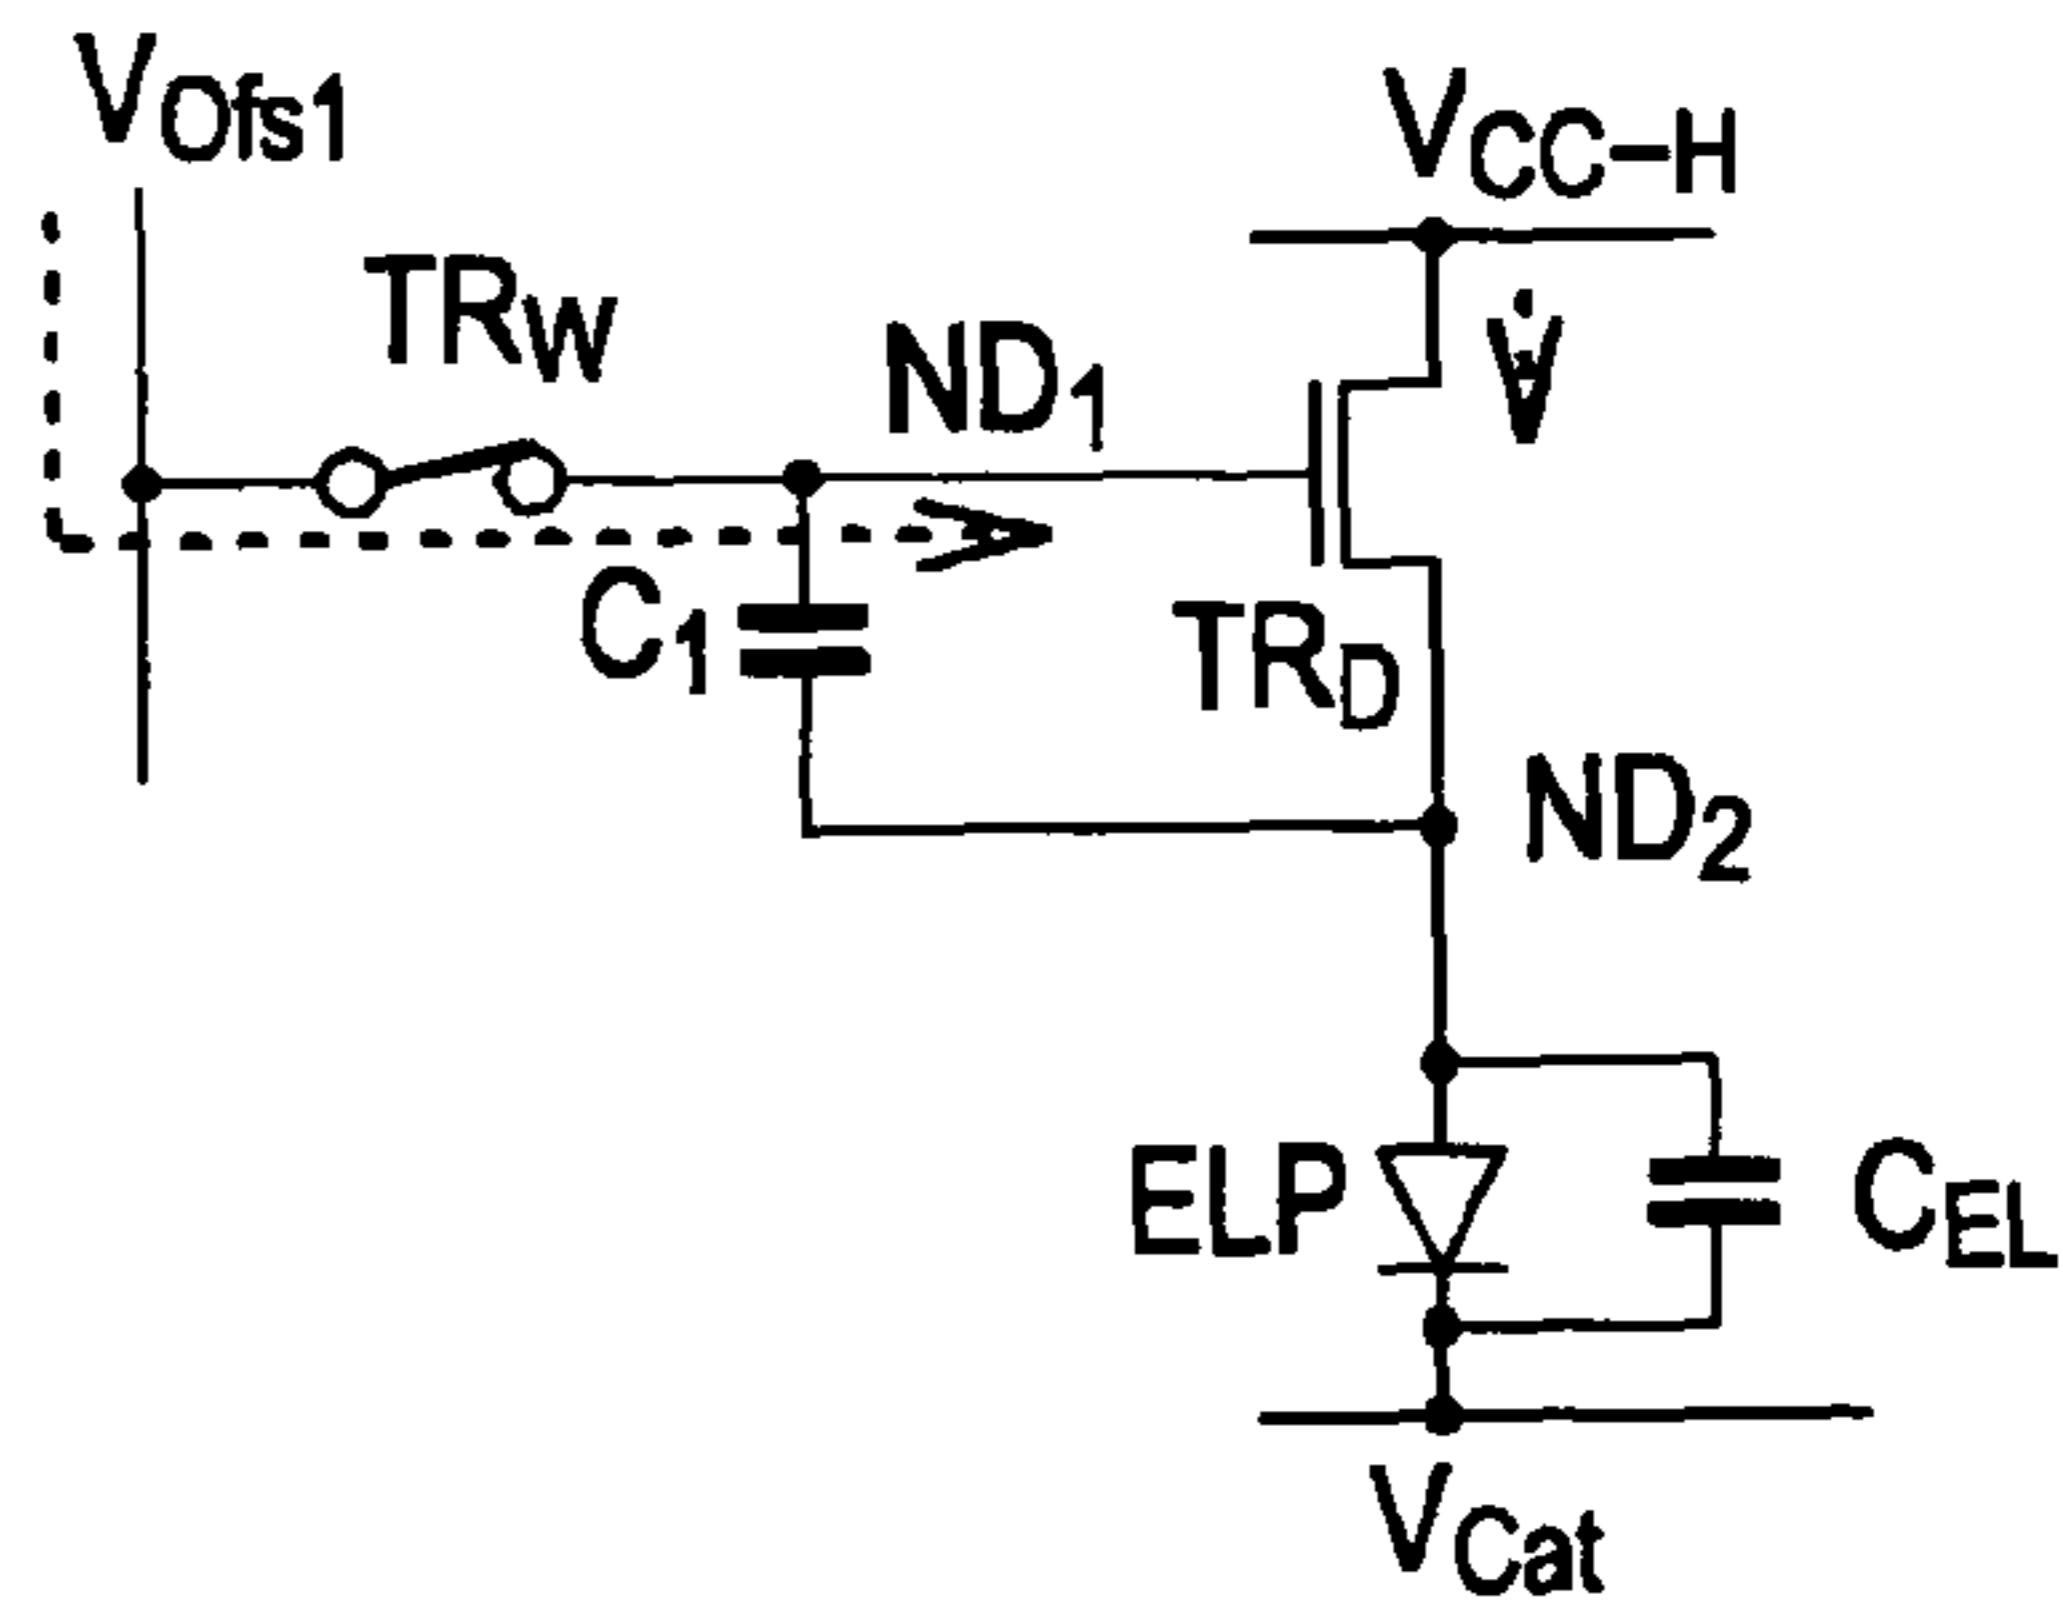 VOfs1
VCC-H
TRW
ND1
C1
TRD
ND2
ELP
CEL
VCat